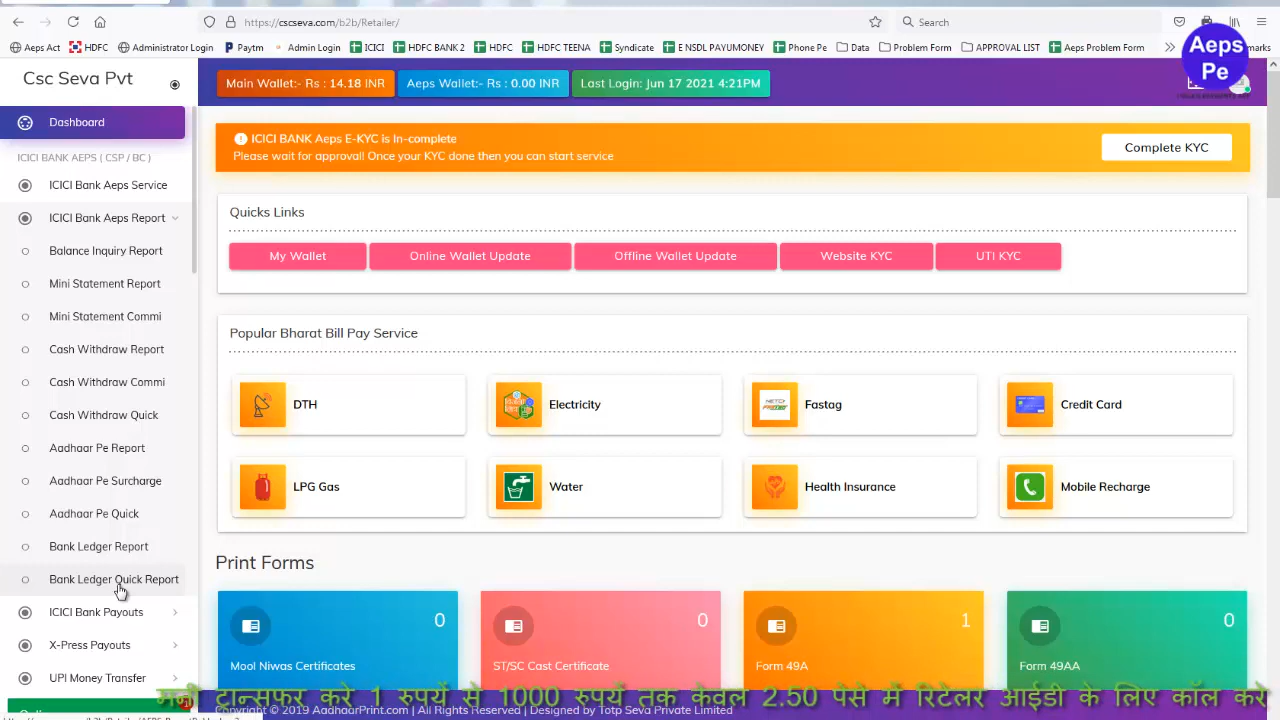 https://cscseva.com/b2b/Retailer/
Search
Aeps Act HDFC Administrator Login Paytm Admin Login ICICI HDFC BANK 2 HDFC HDFC TEENA Syndicate E NSDL PAYUMONEY Phone Pe Data Problem Form APPROVAL LIST Aeps Problem Form
Aeps Pe
Csc Seva Pvt
Main Wallet:- Rs : 14.18 INR
Aeps Wallet:- Rs : 0.00 INR
Last Login: Jun 17 2021 4:21PM
Dashboard
ICICI BANK AEPS ( CSP / BC )
ICICI Bank Aeps Service
ICICI Bank Aeps Report
Balance Inquiry Report
Mini Statement Report
Mini Statement Commi
Cash Withdraw Report
Cash Withdraw Commi
Cash Withdraw Quick
Aadhaar Pe Report
Aadhaar Pe Surcharge
Aadhaar Pe Quick
Bank Ledger Report
Bank Ledger Quick Report
ICICI Bank Payouts
X-Press Payouts
UPI Money Transfer
ICICI BANK Aeps E-KYC is In-complete
Please wait for approval! Once your KYC done then you can start service
Complete KYC
Quicks Links
My Wallet
Online Wallet Update
Offline Wallet Update
Website KYC
UTI KYC
Popular Bharat Bill Pay Service
DTH
Electricity
Fastag
Credit Card
LPG Gas
Water
Health Insurance
Mobile Recharge
Print Forms
0
Mool Niwas Certificates
0
ST/SC Cast Certificate
1
Form 49A
0
Form 49AA
मनी ट्रान्सफर करे 1 रुपयें से 1000 रुपयें तक केवल 2.50 पैसे में रिटेलर आईडी के लिए कॉल करे
Copyright © 2019 AadhaarPrint.com | All Rights Reserved | Designed by Totp Seva Private Limited